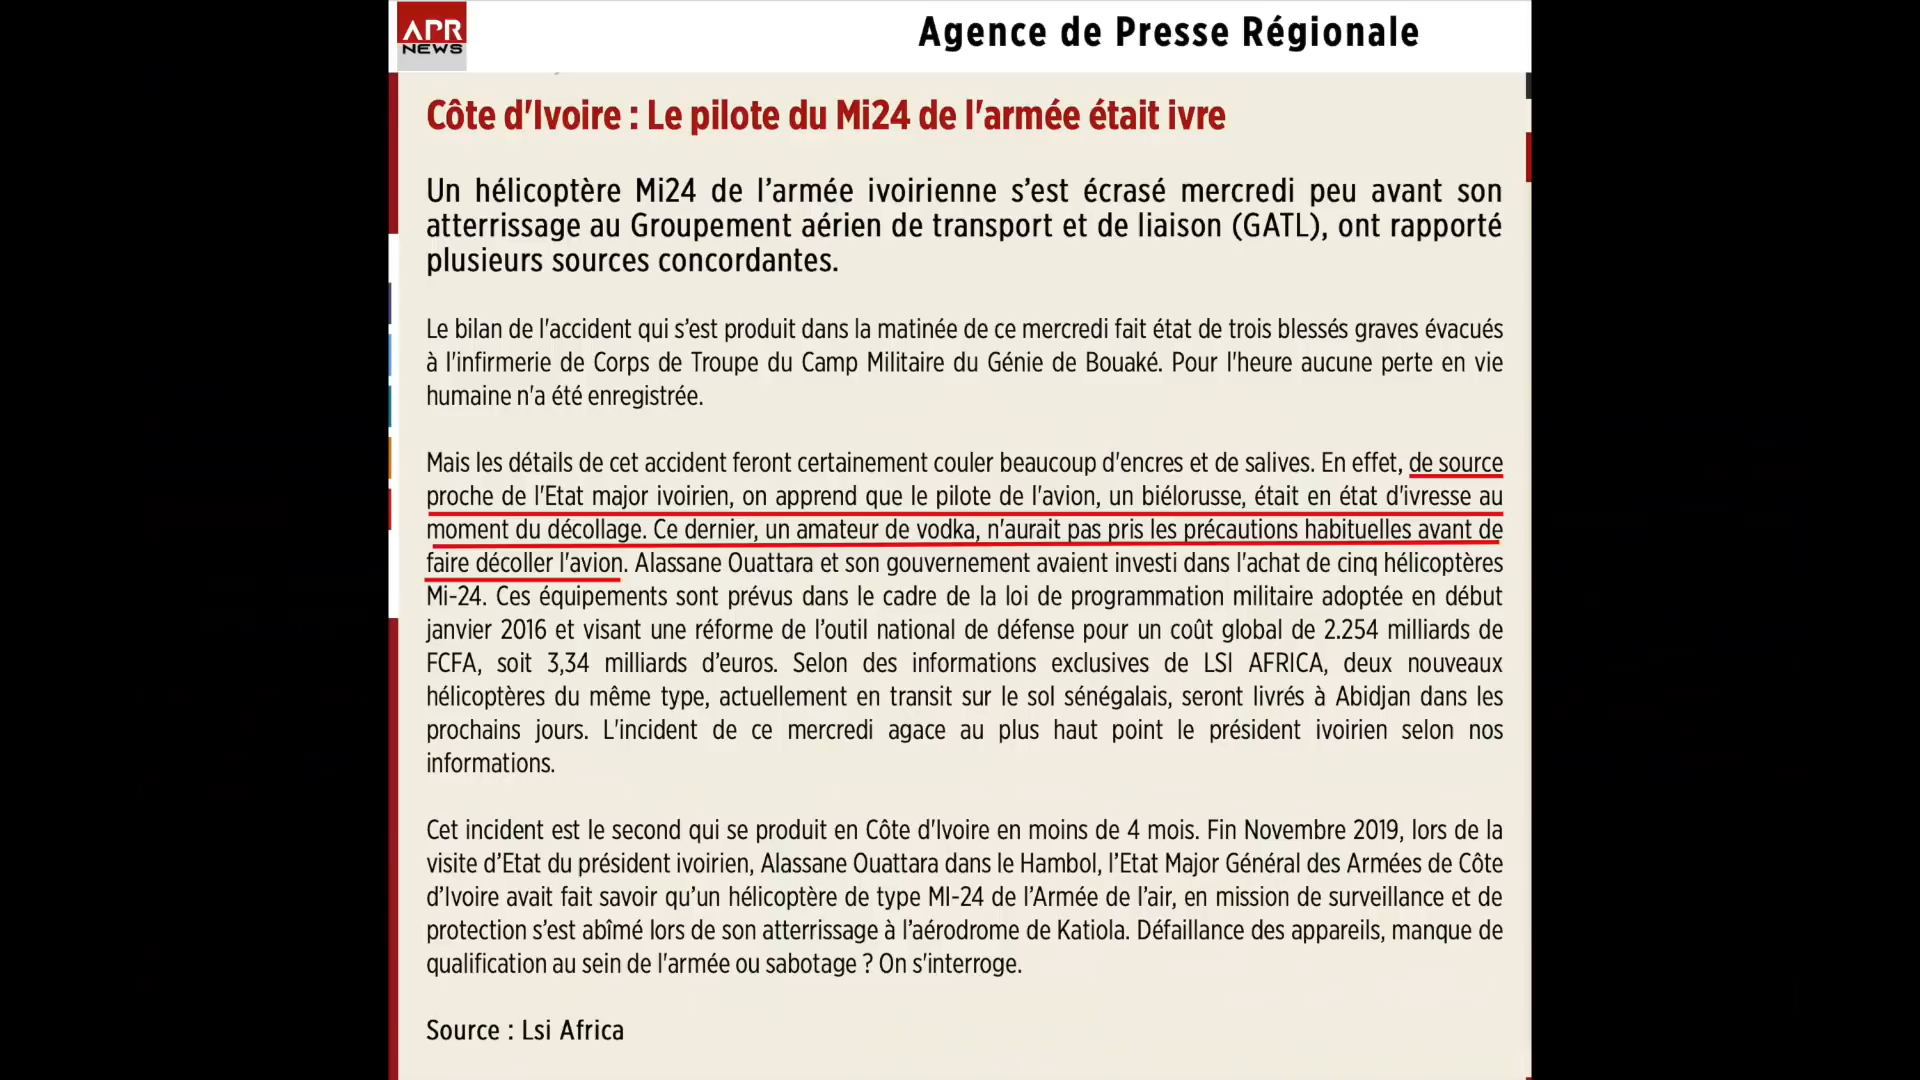 APR
NEWS
Agence de Presse Régionale
Côte d'Ivoire : Le pilote du Mi24 de l'armée était ivre
Un hélicoptère Mi24 de l’armée ivoirienne s’est écrasé mercredi peu avant son
atterrissage au Groupement aérien de transport et de liaison (GATL), ont rapporté
plusieurs sources concordantes.
Le bilan de l'accident qui s’est produit dans la matinée de ce mercredi fait état de trois blessés graves évacués
à l'infirmerie de Corps de Troupe du Camp Militaire du Génie de Bouaké. Pour l'heure aucune perte en vie
humaine n'a été enregistrée.
Mais les détails de cet accident feront certainement couler beaucoup d'encres et de salives. En effet, de source
proche de l'Etat major ivoirien, on apprend que le pilote de l'avion, un biélorusse, était en état d'ivresse au
moment du décollage. Ce dernier, un amateur de vodka, n'aurait pas pris les précautions habituelles avant de
faire décoller l'avion. Alassane Ouattara et son gouvernement avaient investi dans l'achat de cinq hélicoptères
Mi-24. Ces équipements sont prévus dans le cadre de la loi de programmation militaire adoptée en début
janvier 2016 et visant une réforme de l’outil national de défense pour un coût global de 2.254 milliards de
FCFA, soit 3,34 milliards d’euros. Selon des informations exclusives de LSI AFRICA, deux nouveaux
hélicoptères du même type, actuellement en transit sur le sol sénégalais, seront livrés à Abidjan dans les
prochains jours. L'incident de ce mercredi agace au plus haut point le président ivoirien selon nos
informations.
Cet incident est le second qui se produit en Côte d'Ivoire en moins de 4 mois. Fin Novembre 2019, lors de la
visite d’Etat du président ivoirien, Alassane Ouattara dans le Hambol, l’Etat Major Général des Armées de Côte
d’Ivoire avait fait savoir qu’un hélicoptère de type MI-24 de l’Armée de l’air, en mission de surveillance et de
protection s’est abîmé lors de son atterrissage à l’aérodrome de Katiola. Défaillance des appareils, manque de
qualification au sein de l'armée ou sabotage ? On s'interroge.
Source : Lsi Africa